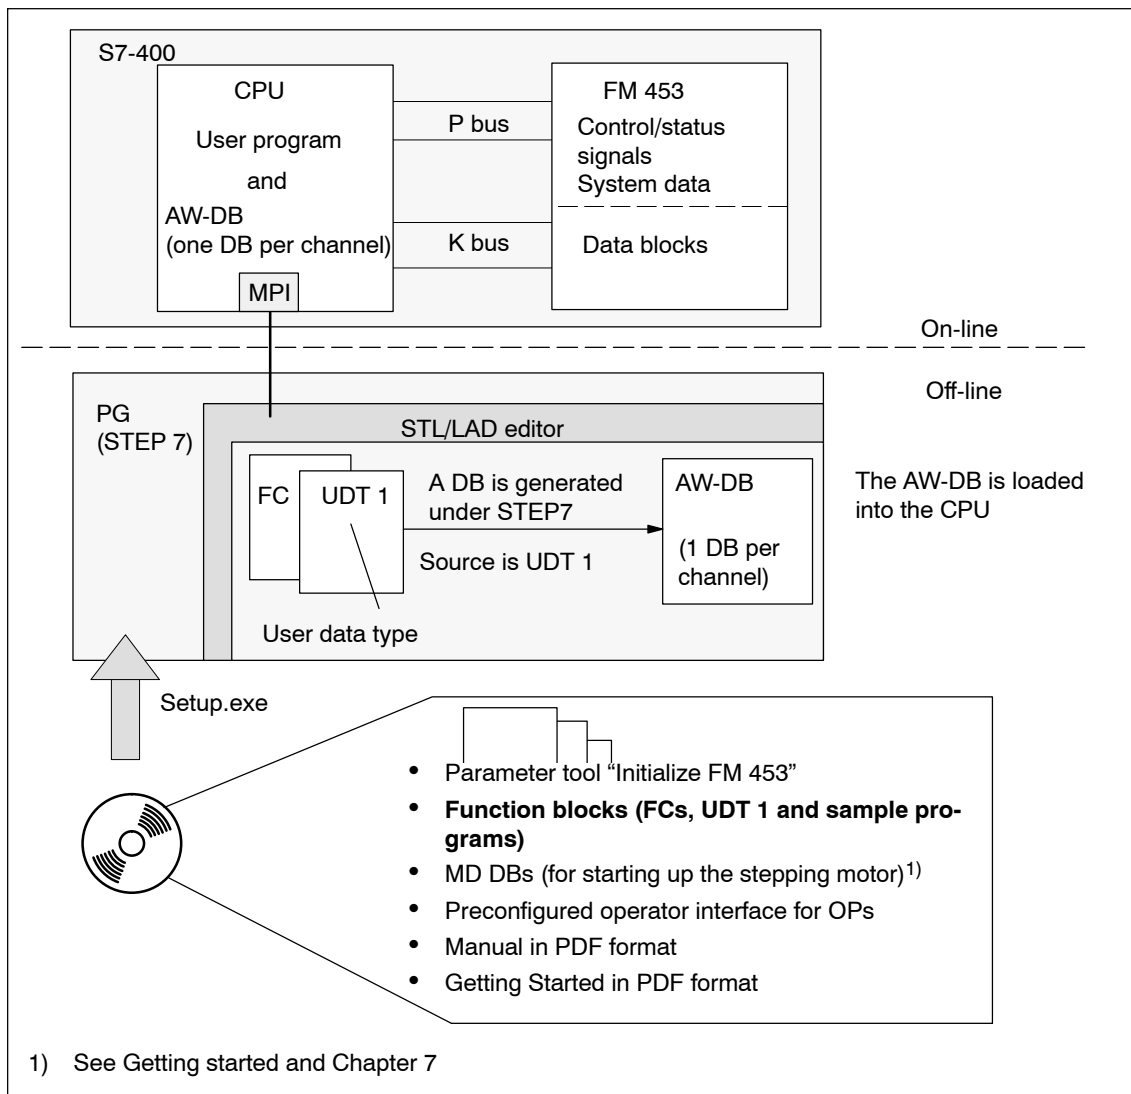 S7-400
CPU
User program
and
AW-DB
(one DB per channel)
MPI
P bus
K bus
FM 453
Control/status
signals
System data
Data blocks
On-line
Off-line
PG
(STEP 7)
STL/LAD editor
FC
UDT 1
A DB is generated
under STEP7
Source is UDT 1
AW-DB
(1 DB per
channel)
User data type
The AW-DB is loaded
into the CPU
Setup.exe
• Parameter tool “Initialize FM 453”
• Function blocks (FCs, UDT 1 and sample pro-
grams)
• MD DBs (for starting up the stepping motor)1)
• Preconfigured operator interface for OPs
• Manual in PDF format
• Getting Started in PDF format
1) See Getting started and Chapter 7